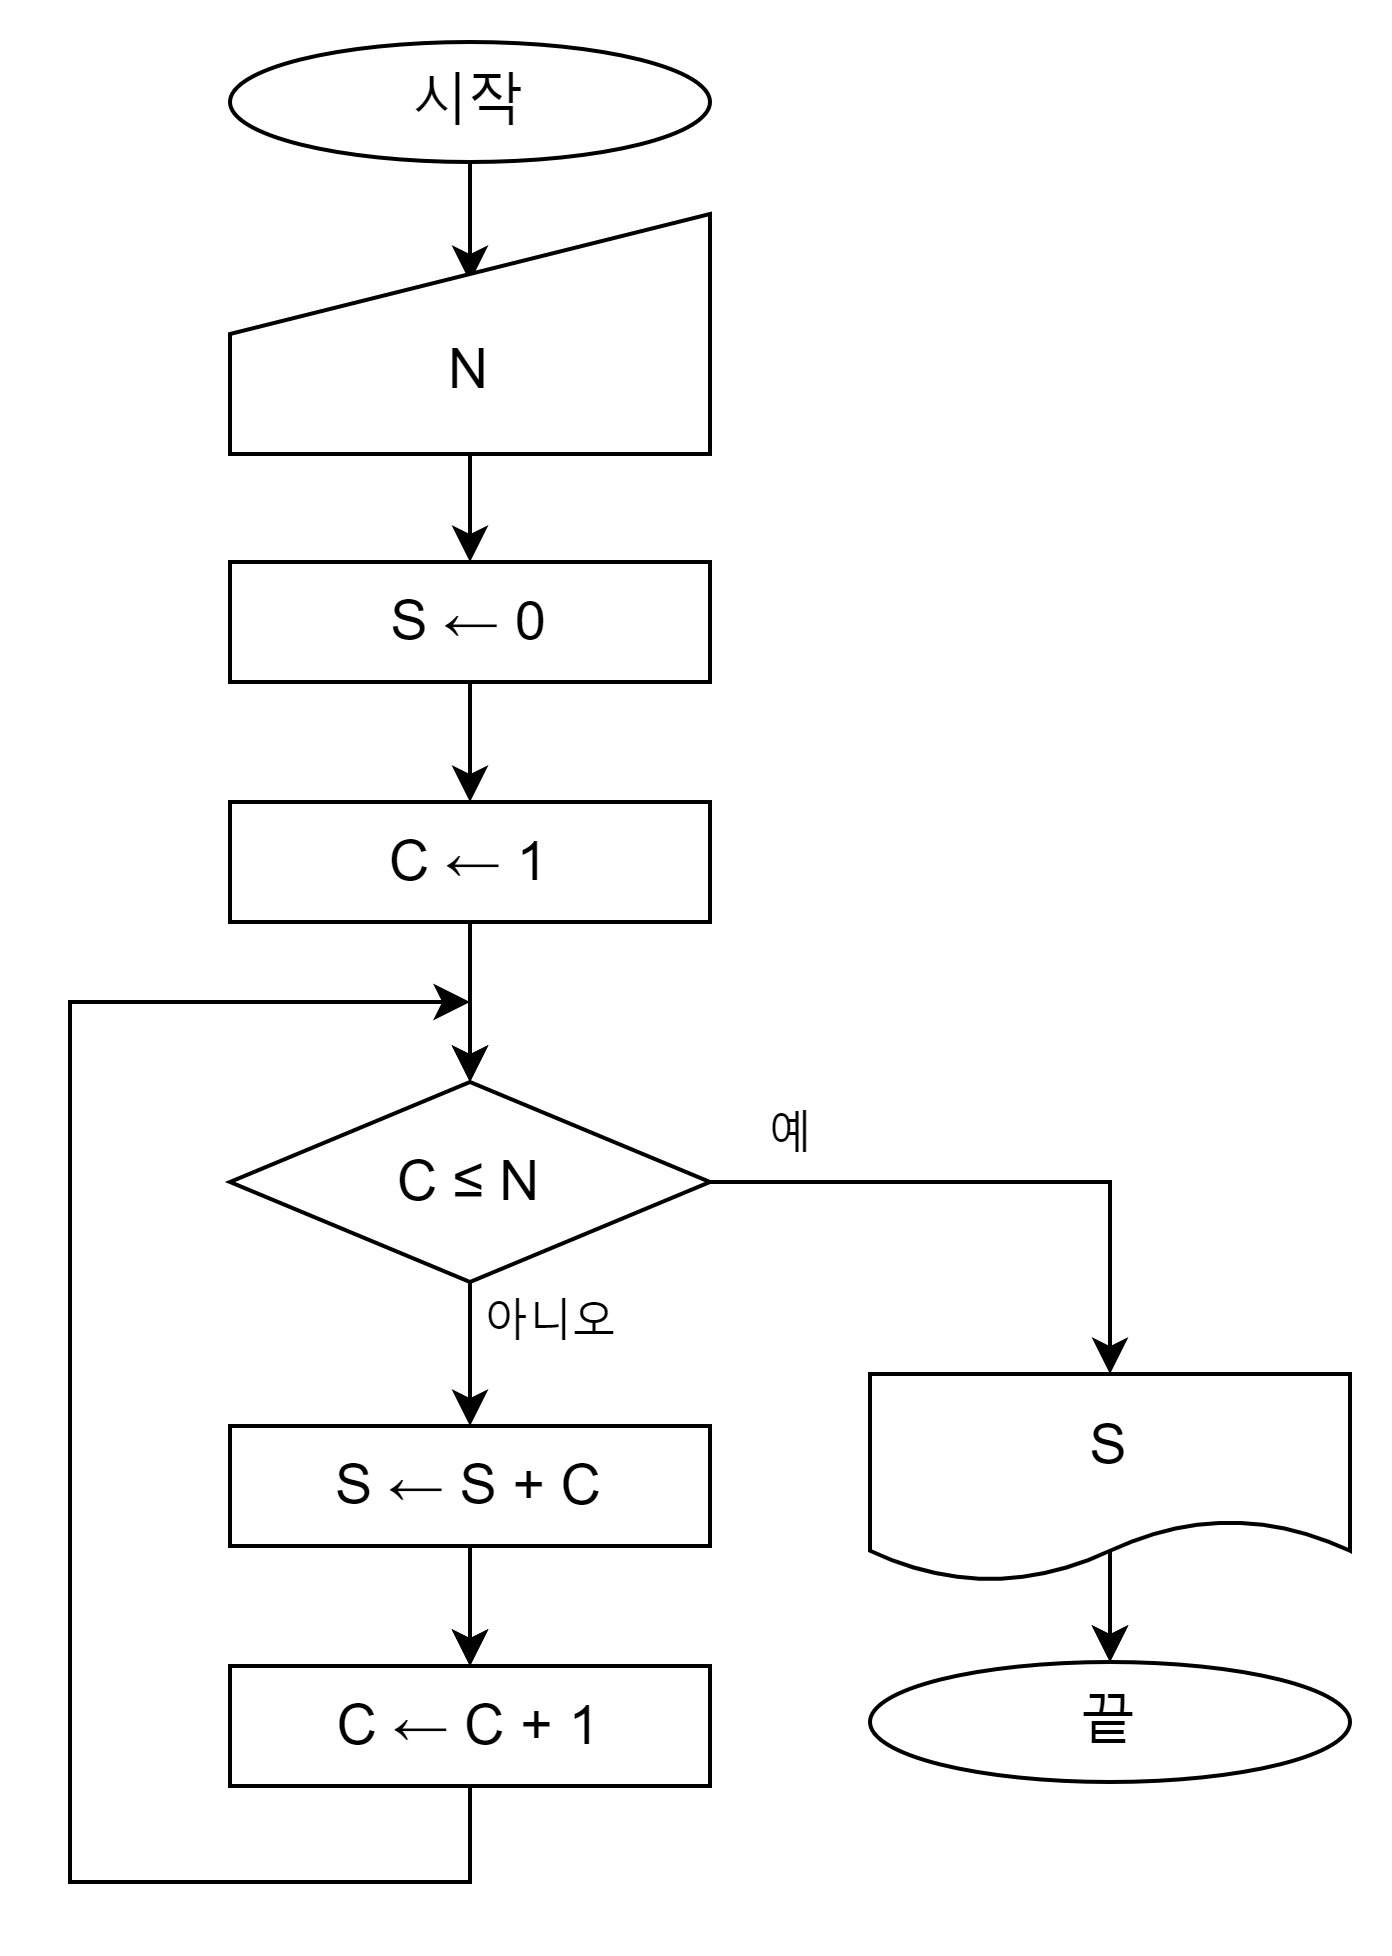 시작
N
S ← 0
C ← 1
C ≤ N
예
아니오
S ← S + C
C ← C + 1
S
끝